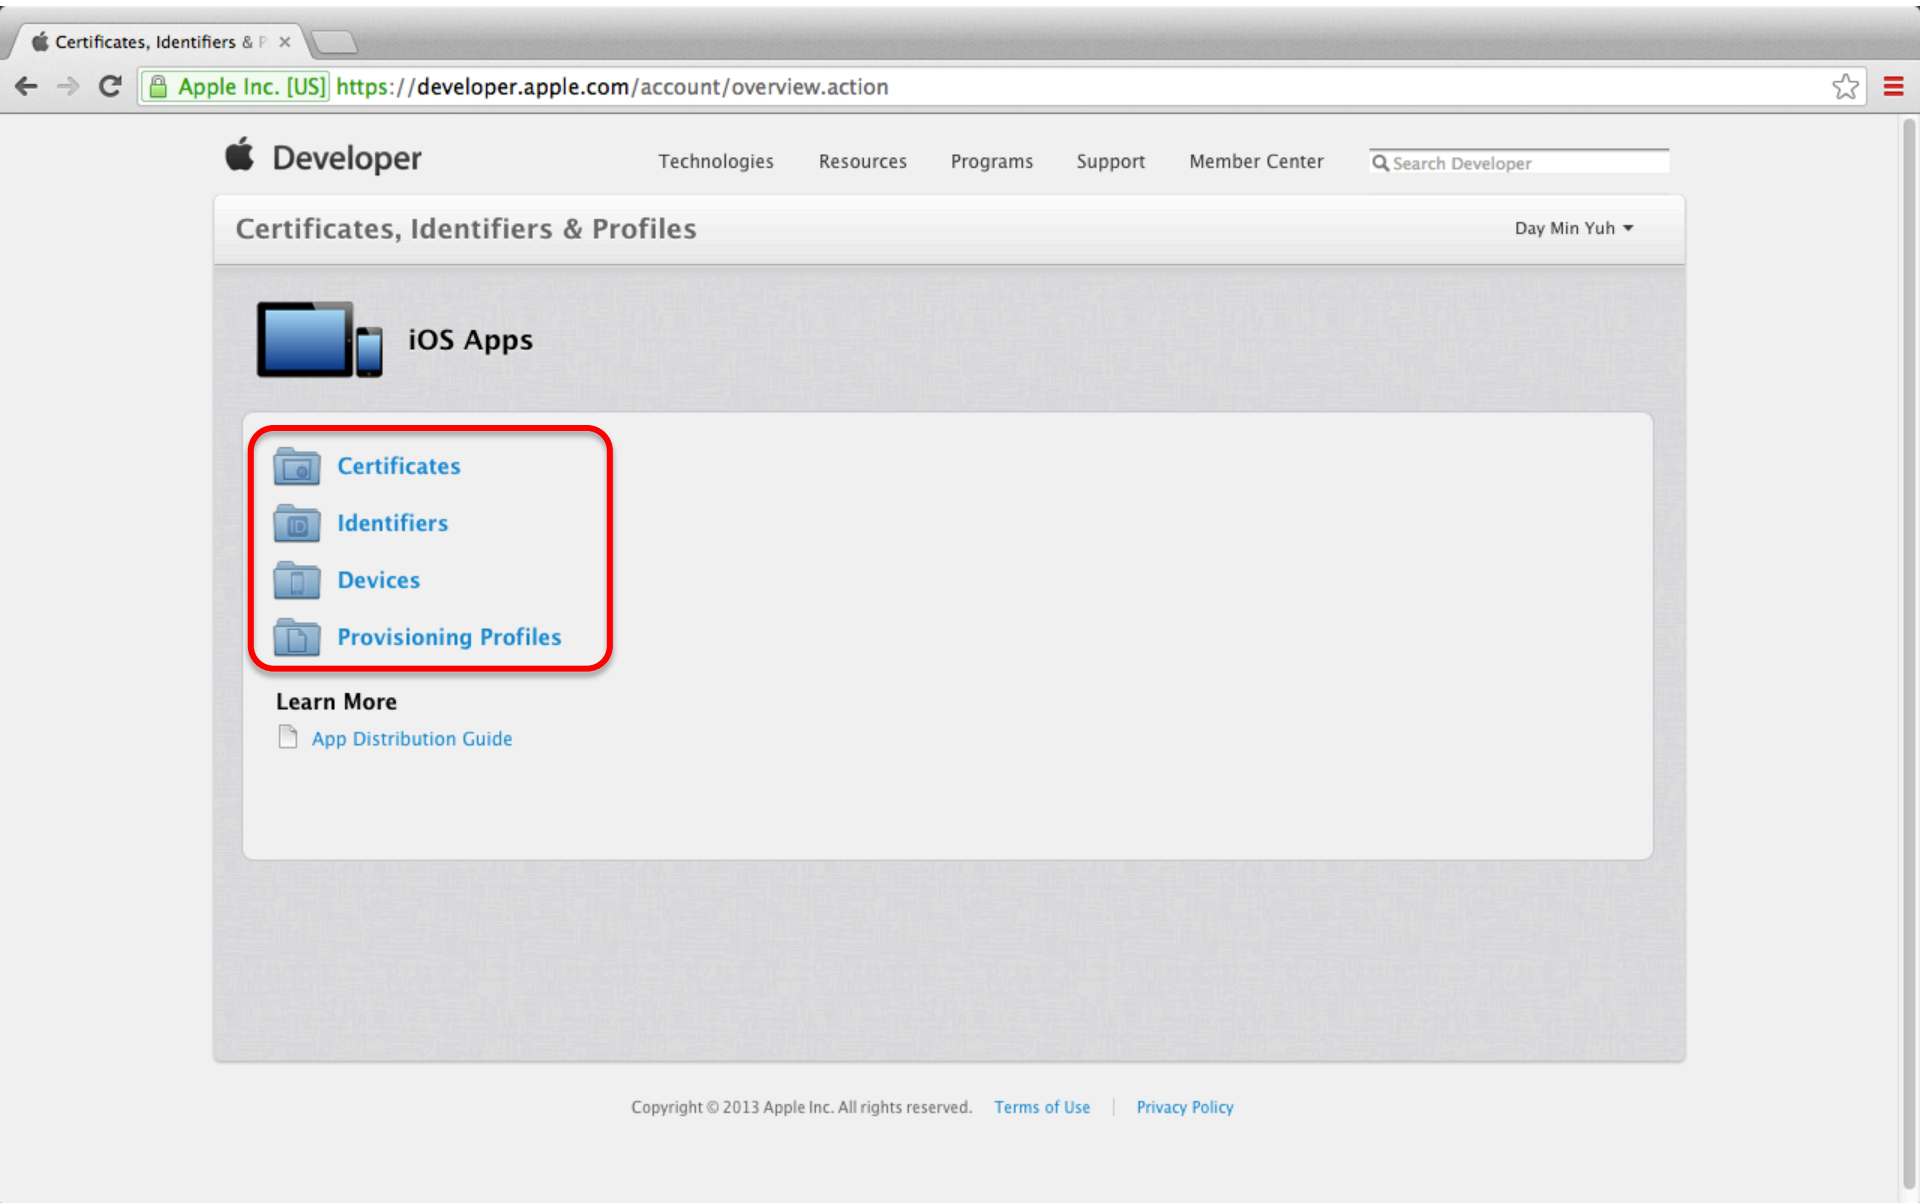 Certificates, Identifiers & P
Apple Inc. [US] https://developer.apple.com/account/overview.action
Developer
Technologies Resources Programs Support Member Center Search Developer
Certificates, Identifiers & Profiles
Day Min Yuh
iOS Apps
Certificates
ID
Identifiers
Devices
Provisioning Profiles
Learn More
App Distribution Guide
Copyright © 2013 Apple Inc. All rights reserved. Terms of Use Privacy Policy